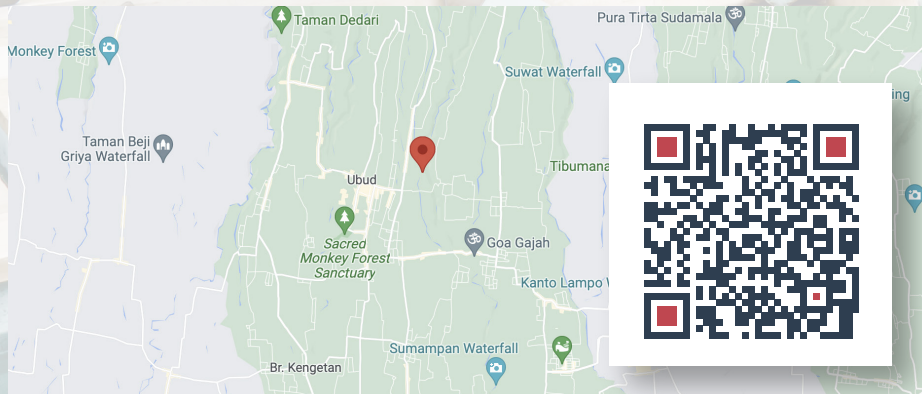 Taman Dedari
Pura Tirta Sudamala
Monkey Forest
Suwat Waterfall
ing
Taman Beji
Griya Waterfall
Tibumana
Ubud
Sacred
Monkey Forest
Sanctuary
Goa Gajah
Kanto Lampo
Sumampan Waterfall
Br. Kengetan